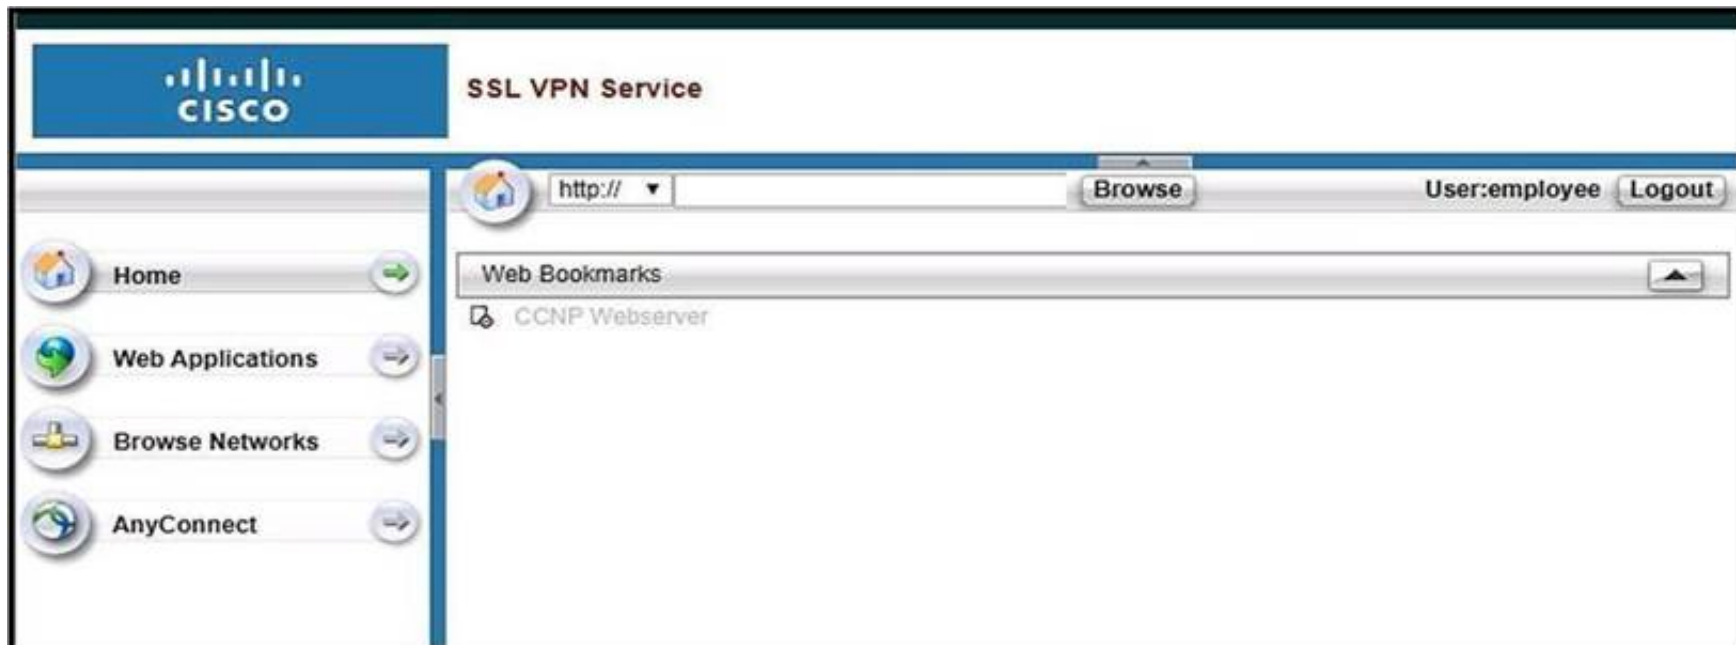 CISCO
SSL VPN Service
http://
Browse
User:employee
Logout
Home
Web Applications
Browse Networks
AnyConnect
Web Bookmarks
CCNP Webserver